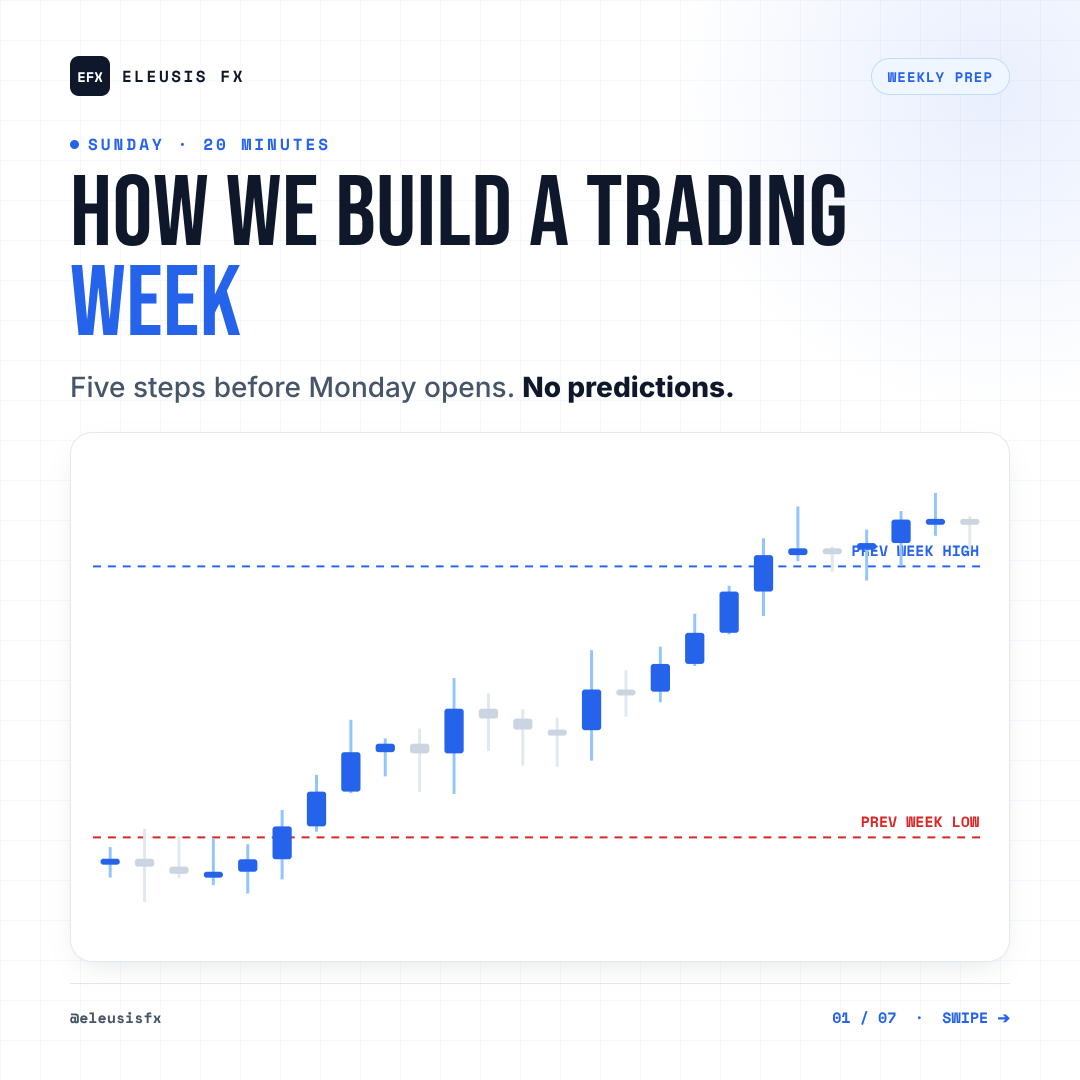 EFX ELEUSIS FX
WEEKLY PREP
SUNDAY · 20 MINUTES
HOW WE BUILD A TRADING
WEEK
Five steps before Monday opens. No predictions.
PREV WEEK HIGH
PREV WEEK LOW
@eleusisfx
01 / 07 · SWIPE ➔